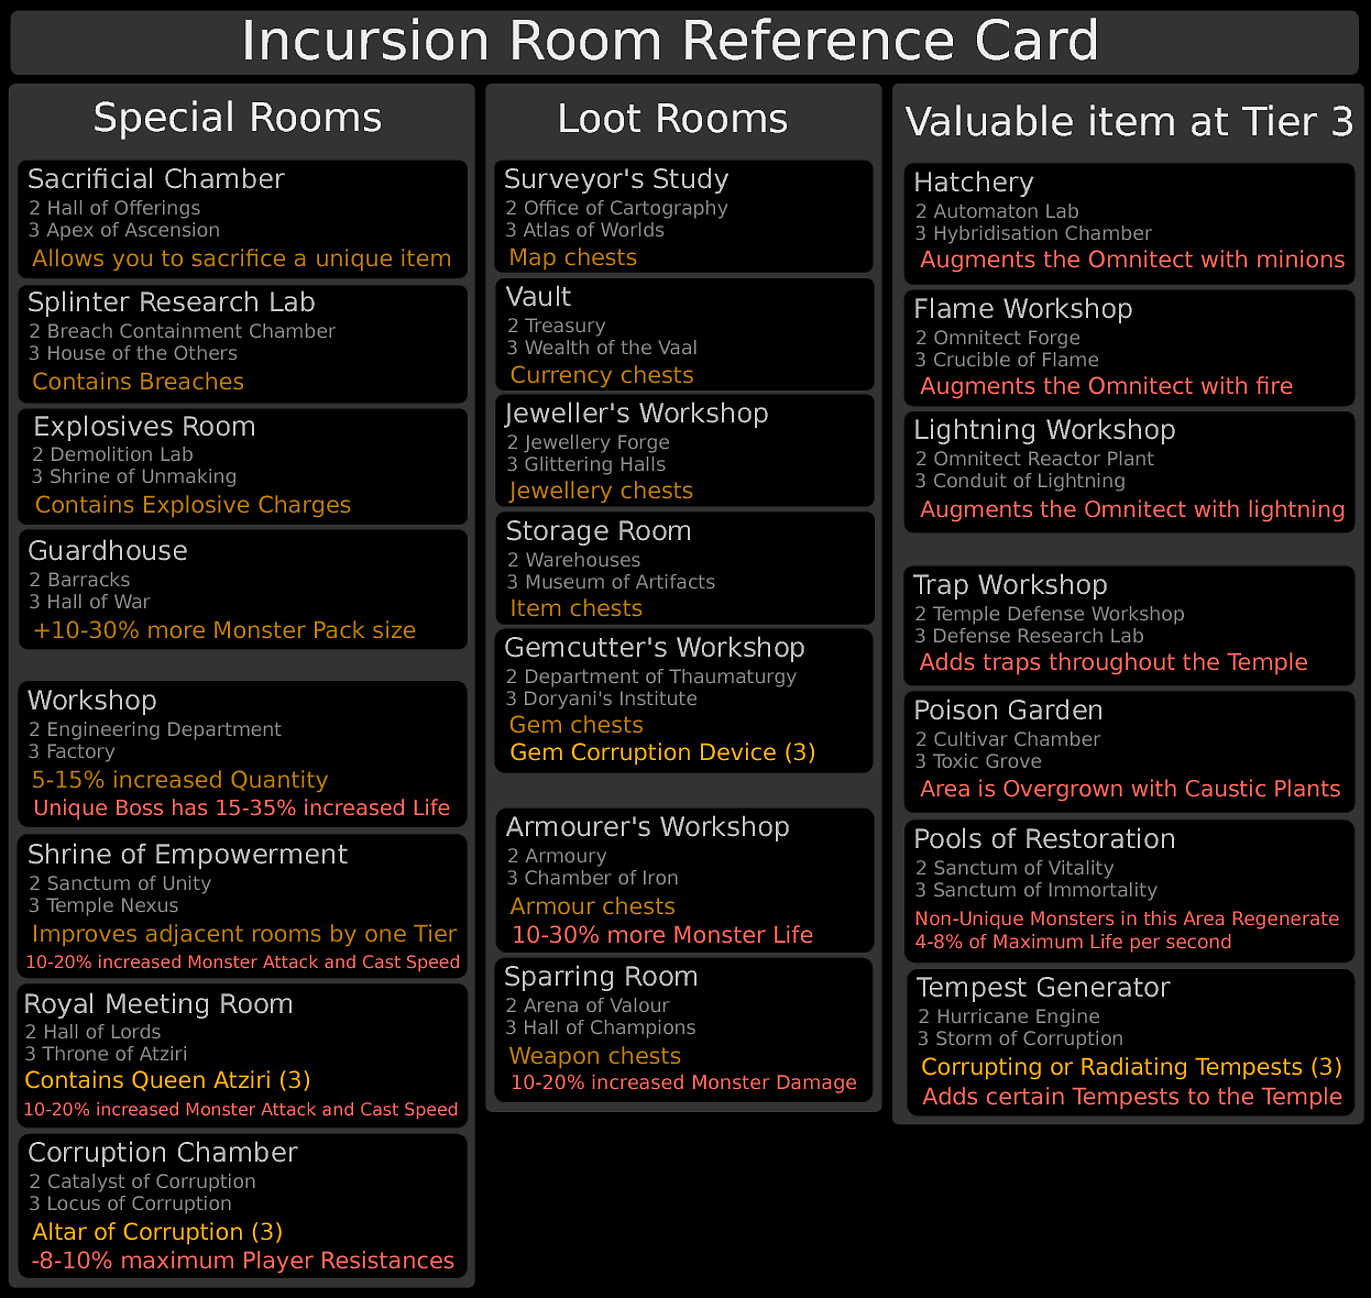 Incursion Room Reference Card
Special Rooms
Sacrificial Chamber
2 Hall of Offerings
3 Apex of Ascension
Allows you to sacrifice a unique item
Splinter Research Lab
2 Breach Containment Chamber
3 House of the Others
Contains Breaches
Explosives Room
2 Demolition Lab
3 Shrine of Unmaking
Contains Explosive Charges
Guardhouse
2 Barracks
3 Hall of War
+10-30% more Monster Pack size
Workshop
2 Engineering Department
3 Factory
5-15% increased Quantity
Unique Boss has 15-35% increased Life
Shrine of Empowerment
2 Sanctum of Unity
3 Temple Nexus
Improves adjacent rooms by one Tier
10-20% increased Monster Attack and Cast Speed
Royal Meeting Room
2 Hall of Lords
3 Throne of Atziri
Contains Queen Atziri (3)
10-20% increased Monster Attack and Cast Speed
Corruption Chamber
2 Catalyst of Corruption
3 Locus of Corruption
Altar of Corruption (3)
-8-10% maximum Player Resistances
Loot Rooms
Surveyor's Study
2 Office of Cartography
3 Atlas of Worlds
Map chests
Vault
2 Treasury
3 Wealth of the Vaal
Currency chests
Jeweller's Workshop
2 Jewellery Forge
3 Glittering Halls
Jewellery chests
Storage Room
2 Warehouses
3 Museum of Artifacts
Item chests
Gemcutter's Workshop
2 Department of Thaumaturgy
3 Doryani's Institute
Gem chests
Gem Corruption Device (3)
Armourer's Workshop
2 Armoury
3 Chamber of Iron
Armour chests
10-30% more Monster Life
Sparring Room
2 Arena of Valour
3 Hall of Champions
Weapon chests
10-20% increased Monster Damage
Valuable item at Tier 3
Hatchery
2 Automaton Lab
3 Hybridisation Chamber
Augments the Omnitect with minions
Flame Workshop
2 Omnitect Forge
3 Crucible of Flame
Augments the Omnitect with fire
Lightning Workshop
2 Omnitect Reactor Plant
3 Conduit of Lightning
Augments the Omnitect with lightning
Trap Workshop
2 Temple Defense Workshop
3 Defense Research Lab
Adds traps throughout the Temple
Poison Garden
2 Cultivar Chamber
3 Toxic Grove
Area is Overgrown with Caustic Plants
Pools of Restoration
2 Sanctum of Vitality
3 Sanctum of Immortality
Non-Unique Monsters in this Area Regenerate
4-8% of Maximum Life per second
Tempest Generator
2 Hurricane Engine
3 Storm of Corruption
Corrupting or Radiating Tempests (3)
Adds certain Tempests to the Temple